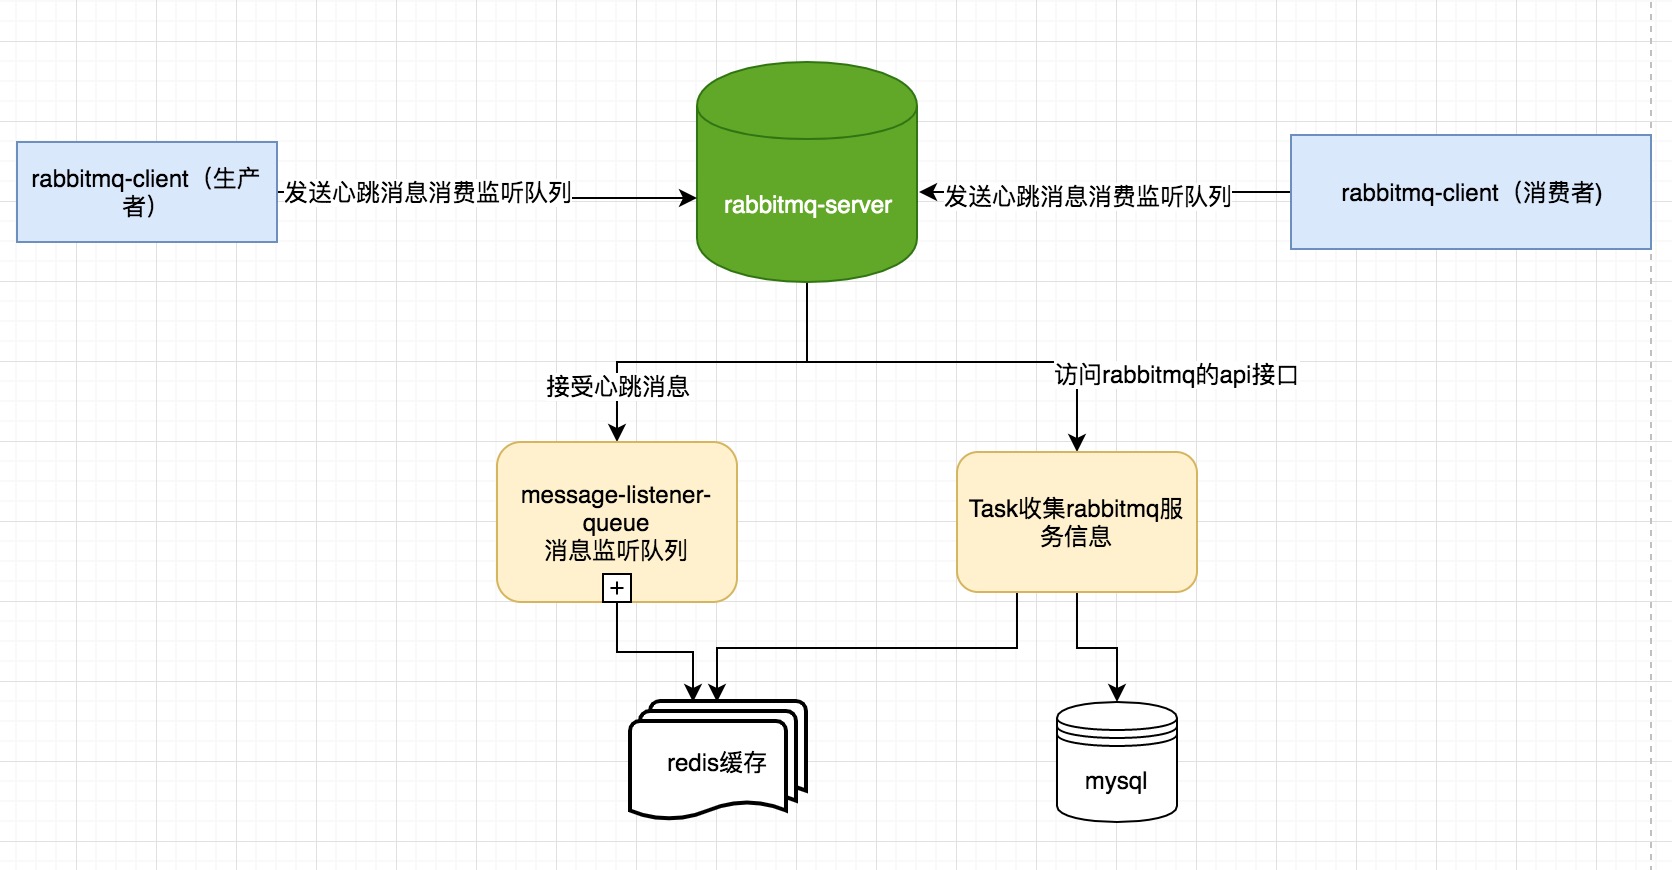 rabbitmq-client（生产
者）
发送心跳消息消费监听队列
rabbitmq-server
发送心跳消息消费监听队列
rabbitmq-client（消费者)
接受心跳消息
访问rabbitmq的api接口
message-listener-
queue
消息监听队列
Task收集rabbitmq服
务信息
redis缓存
mysql